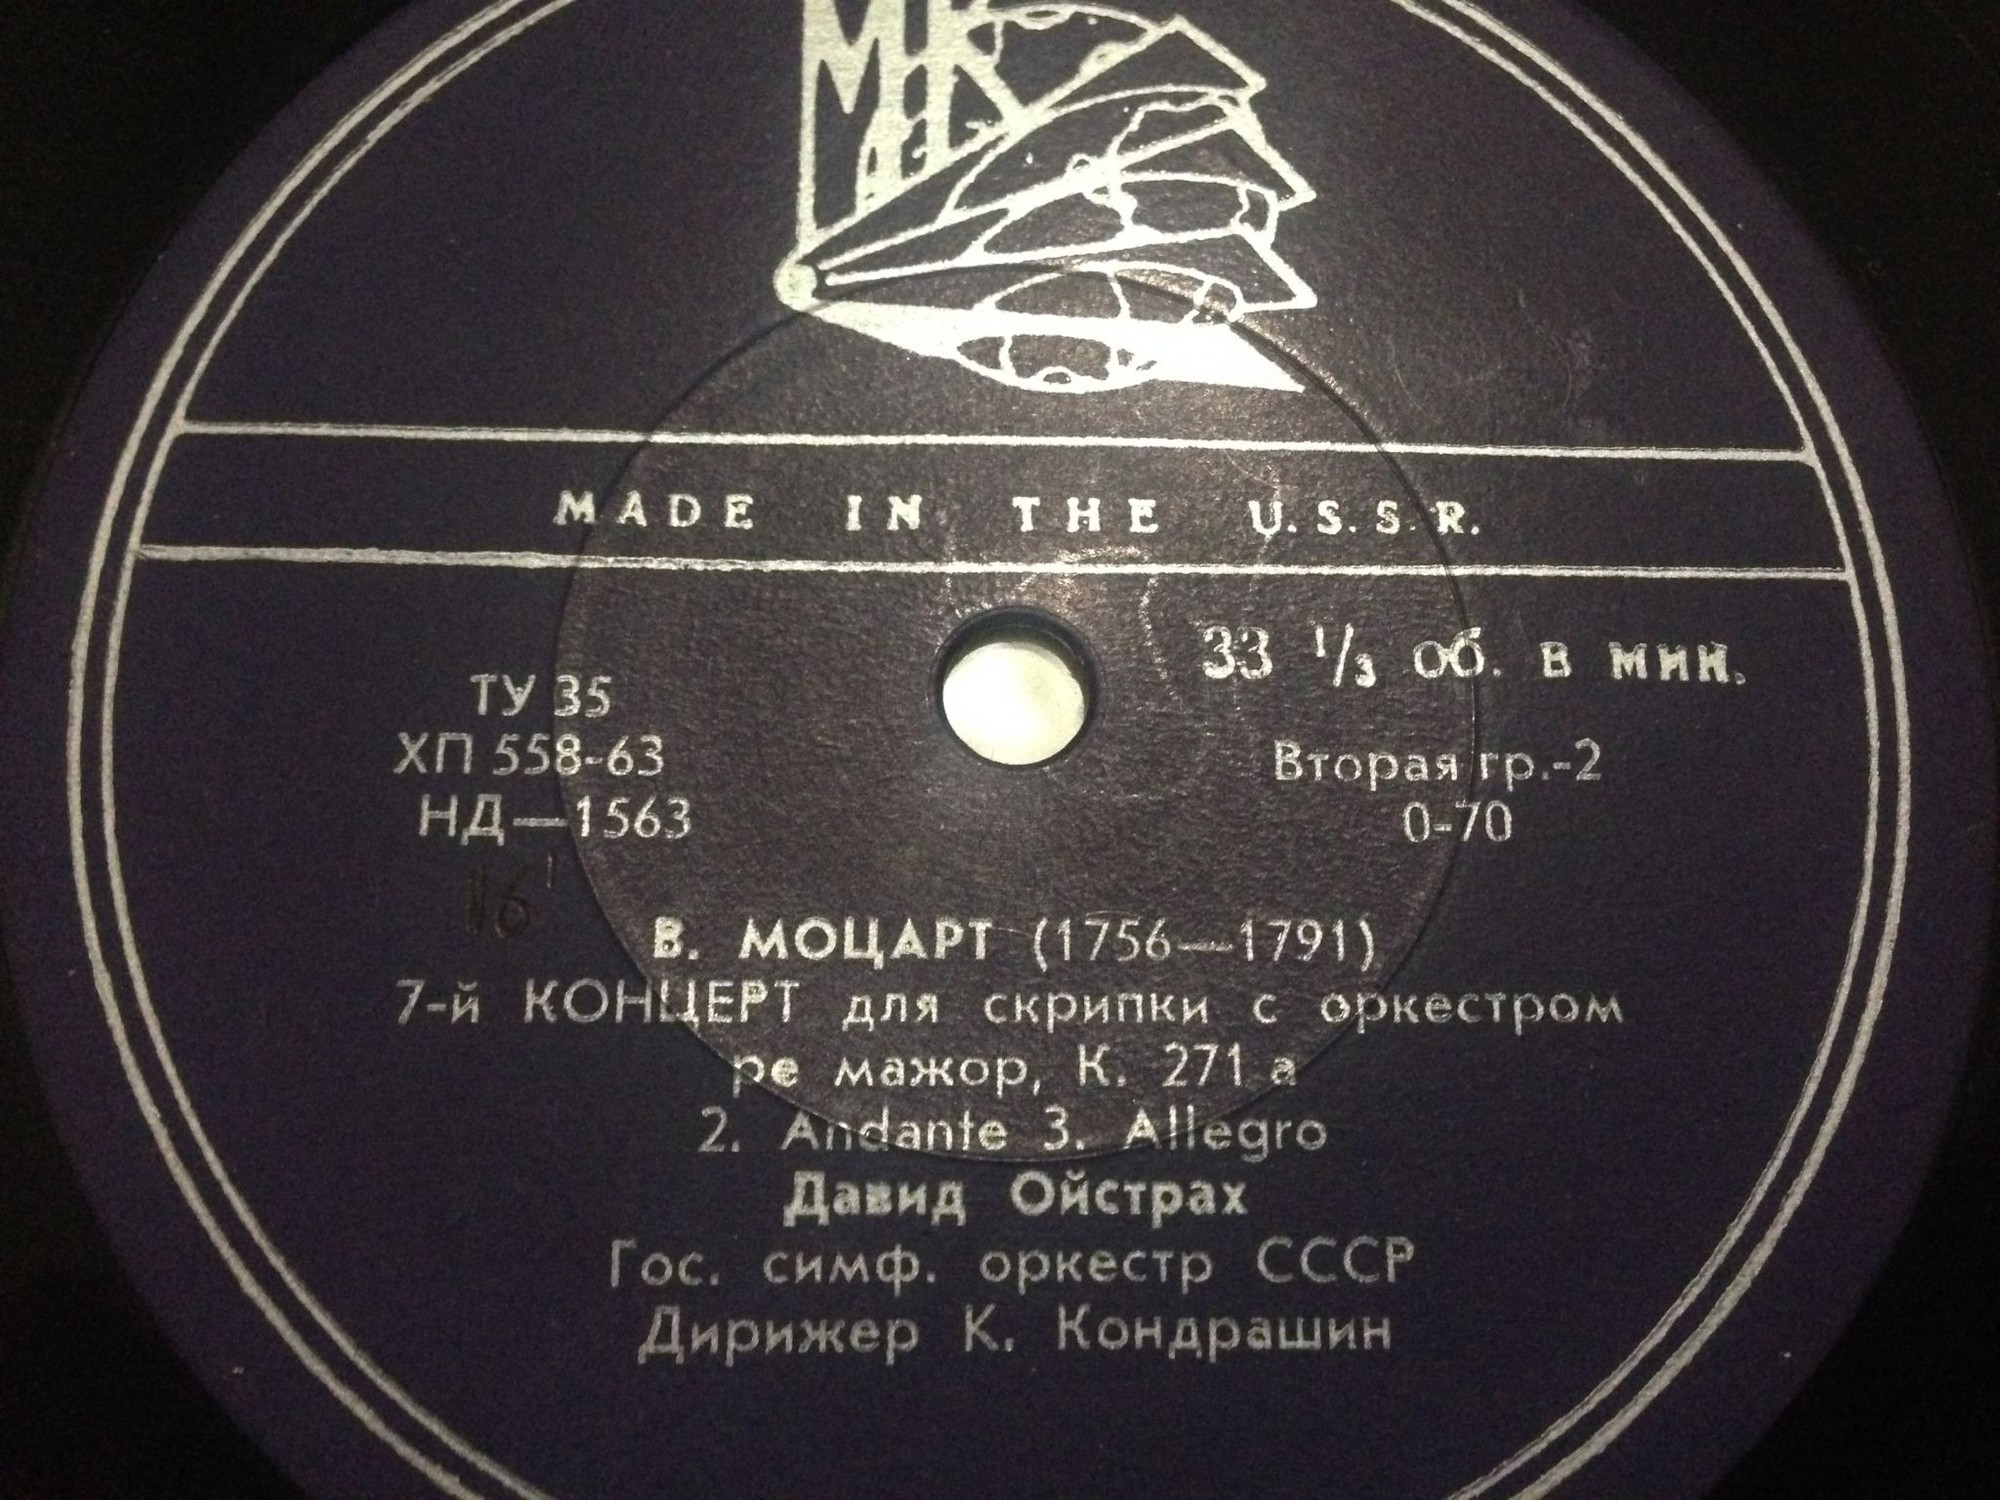 МК
MADE IN THE U.S.S.R.
33 1/3 об. в мин.
ТУ 35
ХП 558-63
НД—1563
Вторая гр.-2
0-70
16
В. МОЦАРТ (1756—1791)
7-й КОНЦЕРТ для скрипки с оркестром
ре мажор, К. 271 а
2. Andante 3. Allegro
Давид Ойстрах
Гос. симф. оркестр СССР
Дирижер К. Кондрашин